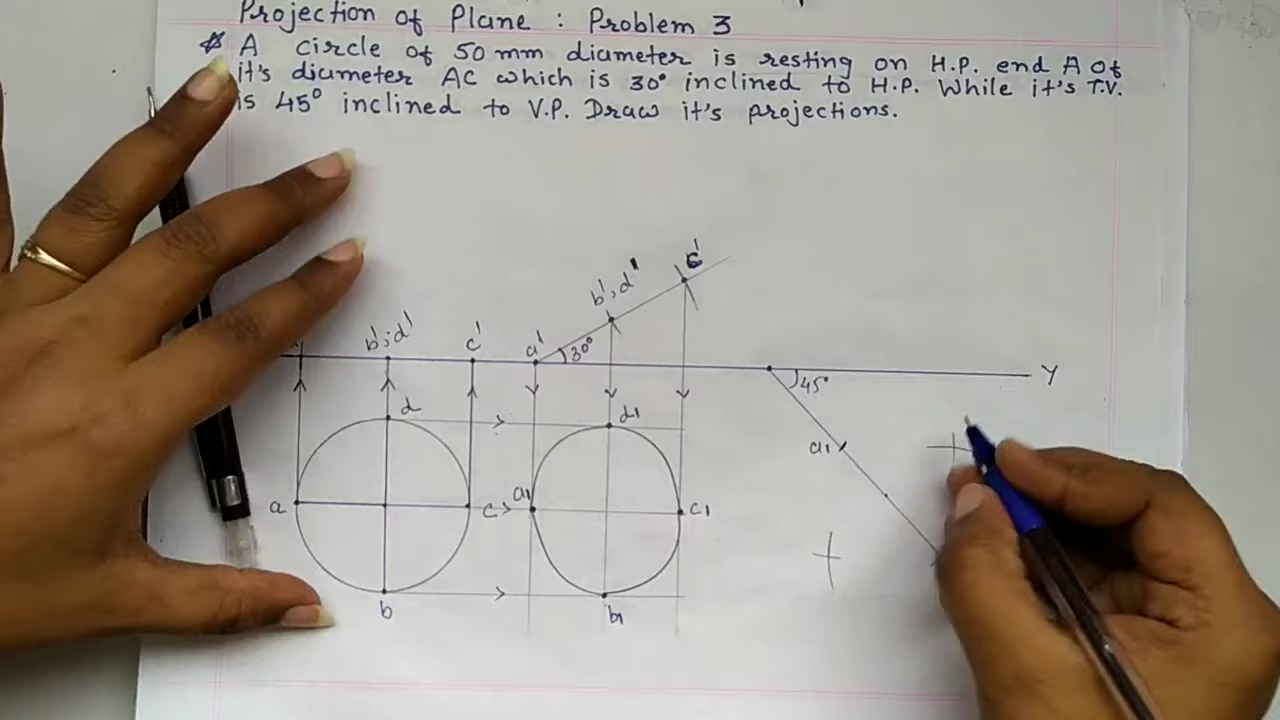 Projection of Plane : Problem 3
A circle of 50 mm diameter is resting on H.P. end A of
it's diameter AC which is 30° inclined to H.P. While it's T.V.
is 45° inclined to V.P. Draw it's projections.
c'
b', d'
b', d'
c'
a'
30°
Y
45°
d
d1
a1
a
c
a1
c1
b
b1